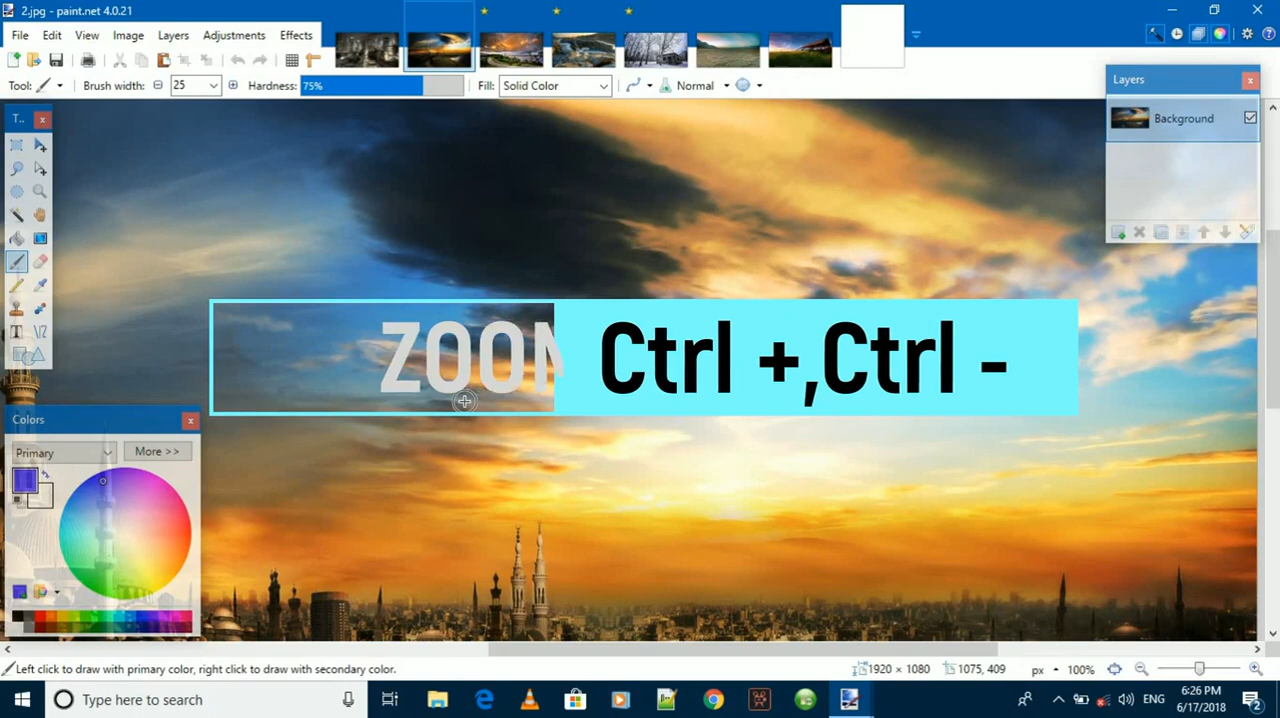 2.jpg - paint.net 4.0.21
File Edit View Image Layers Adjustments Effects
Tool: Brush width: 25 Hardness: 75% Fill: Solid Color Normal
T..
Layers
Background
ZOOM Ctrl +,Ctrl -
Colors
Primary More >>
Left click to draw with primary color, right click to draw with secondary color. 1920 × 1080 1075, 409 px 100%
Type here to search ENG 6:26 PM
6/17/2018 2